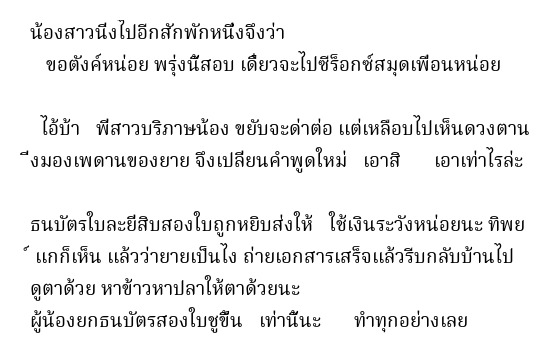 น้องสาวนิ่งไปอีกสักพักหนึ่งจึงว่า
ขอตังค์หน่อย พรุ่งนี้สอบ เดี๋ยวจะไปซีร็อกซ์สมุดเพื่อนหน่อย
ไอ้บ้า พี่สาวบริภาษน้อง ขยับจะด่าต่อ แต่เหลือบไปเห็นดวงตาน
ิ่งมองเพดานของยาย จึงเปลี่ยนคำพูดใหม่ เอาสิ เอาเท่าไรล่ะ
ธนบัตรใบละยี่สิบสองใบถูกหยิบส่งให้ ใช้เงินระวังหน่อยนะ ทิพย
์ แกก็เห็น แล้วว่ายายเป็นไง ถ่ายเอกสารเสร็จแล้วรีบกลับบ้านไป
ดูตาด้วย หาข้าวหาปลาให้ตาด้วยนะ
ผู้น้องยกธนบัตรสองใบชูขึ้น เท่านี้นะ ทำทุกอย่างเลย